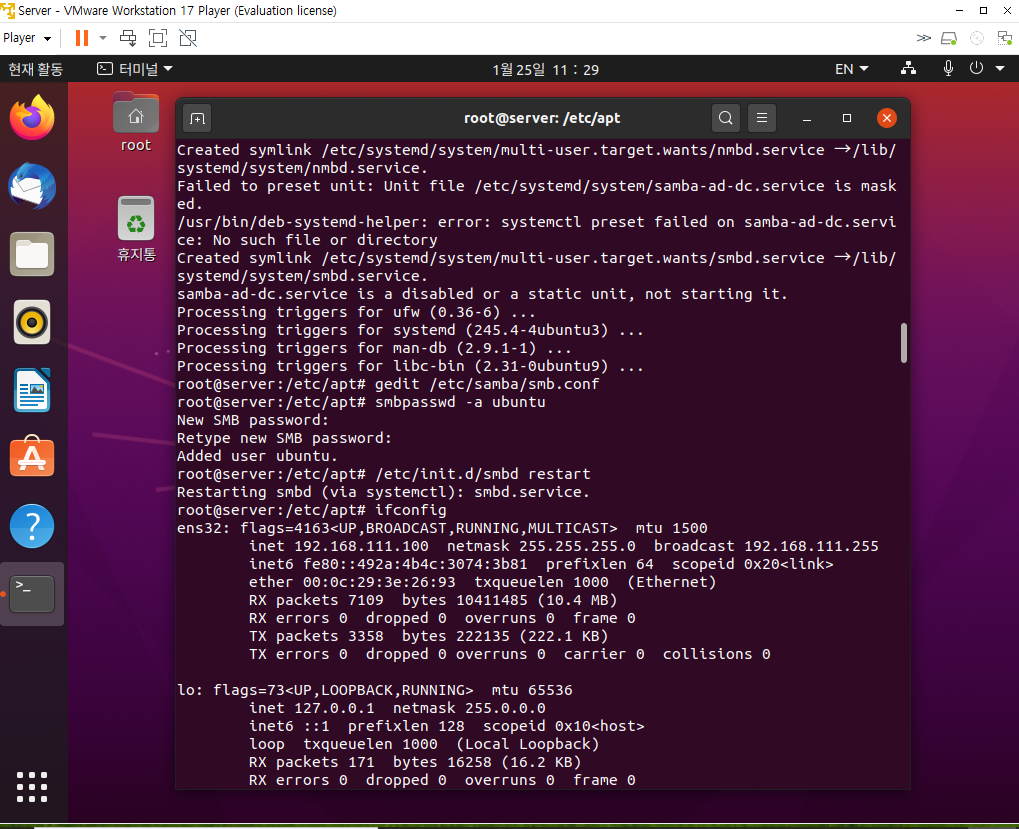 Server - VMware Workstation 17 Player (Evaluation license)
Player
현재 활동
터미널
1월 25일 11 : 29
EN
root
휴지통
root@server: /etc/apt
Created symlink /etc/systemd/system/multi-user.target.wants/nmbd.service → /lib/
systemd/system/nmbd.service.
Failed to preset unit: Unit file /etc/systemd/system/samba-ad-dc.service is mask
ed.
/usr/bin/deb-systemd-helper: error: systemctl preset failed on samba-ad-dc.servi
ce: No such file or directory
Created symlink /etc/systemd/system/multi-user.target.wants/smbd.service → /lib/
systemd/system/smbd.service.
samba-ad-dc.service is a disabled or a static unit, not starting it.
Processing triggers for ufw (0.36-6) ...
Processing triggers for systemd (245.4-4ubuntu3) ...
Processing triggers for man-db (2.9.1-1) ...
Processing triggers for libc-bin (2.31-0ubuntu9) ...
root@server:/etc/apt# gedit /etc/samba/smb.conf
root@server:/etc/apt# smbpasswd -a ubuntu
New SMB password:
Retype new SMB password:
Added user ubuntu.
root@server:/etc/apt# /etc/init.d/smbd restart
Restarting smbd (via systemctl): smbd.service.
root@server:/etc/apt# ifconfig
ens32: flags=4163<UP,BROADCAST,RUNNING,MULTICAST>  mtu 1500
        inet 192.168.111.100  netmask 255.255.255.0  broadcast 192.168.111.255
        inet6 fe80::492a:4b4c:3074:3b81  prefixlen 64  scopeid 0x20<link>
        ether 00:0c:29:3e:26:93  txqueuelen 1000  (Ethernet)
        RX packets 7109  bytes 10411485 (10.4 MB)
        RX errors 0  dropped 0  overruns 0  frame 0
        TX packets 3358  bytes 222135 (222.1 KB)
        TX errors 0  dropped 0 overruns 0  carrier 0  collisions 0
lo: flags=73<UP,LOOPBACK,RUNNING>  mtu 65536
        inet 127.0.0.1  netmask 255.0.0.0
        inet6 ::1  prefixlen 128  scopeid 0x10<host>
        loop  txqueuelen 1000  (Local Loopback)
        RX packets 171  bytes 16258 (16.2 KB)
        RX errors 0  dropped 0  overruns 0  frame 0